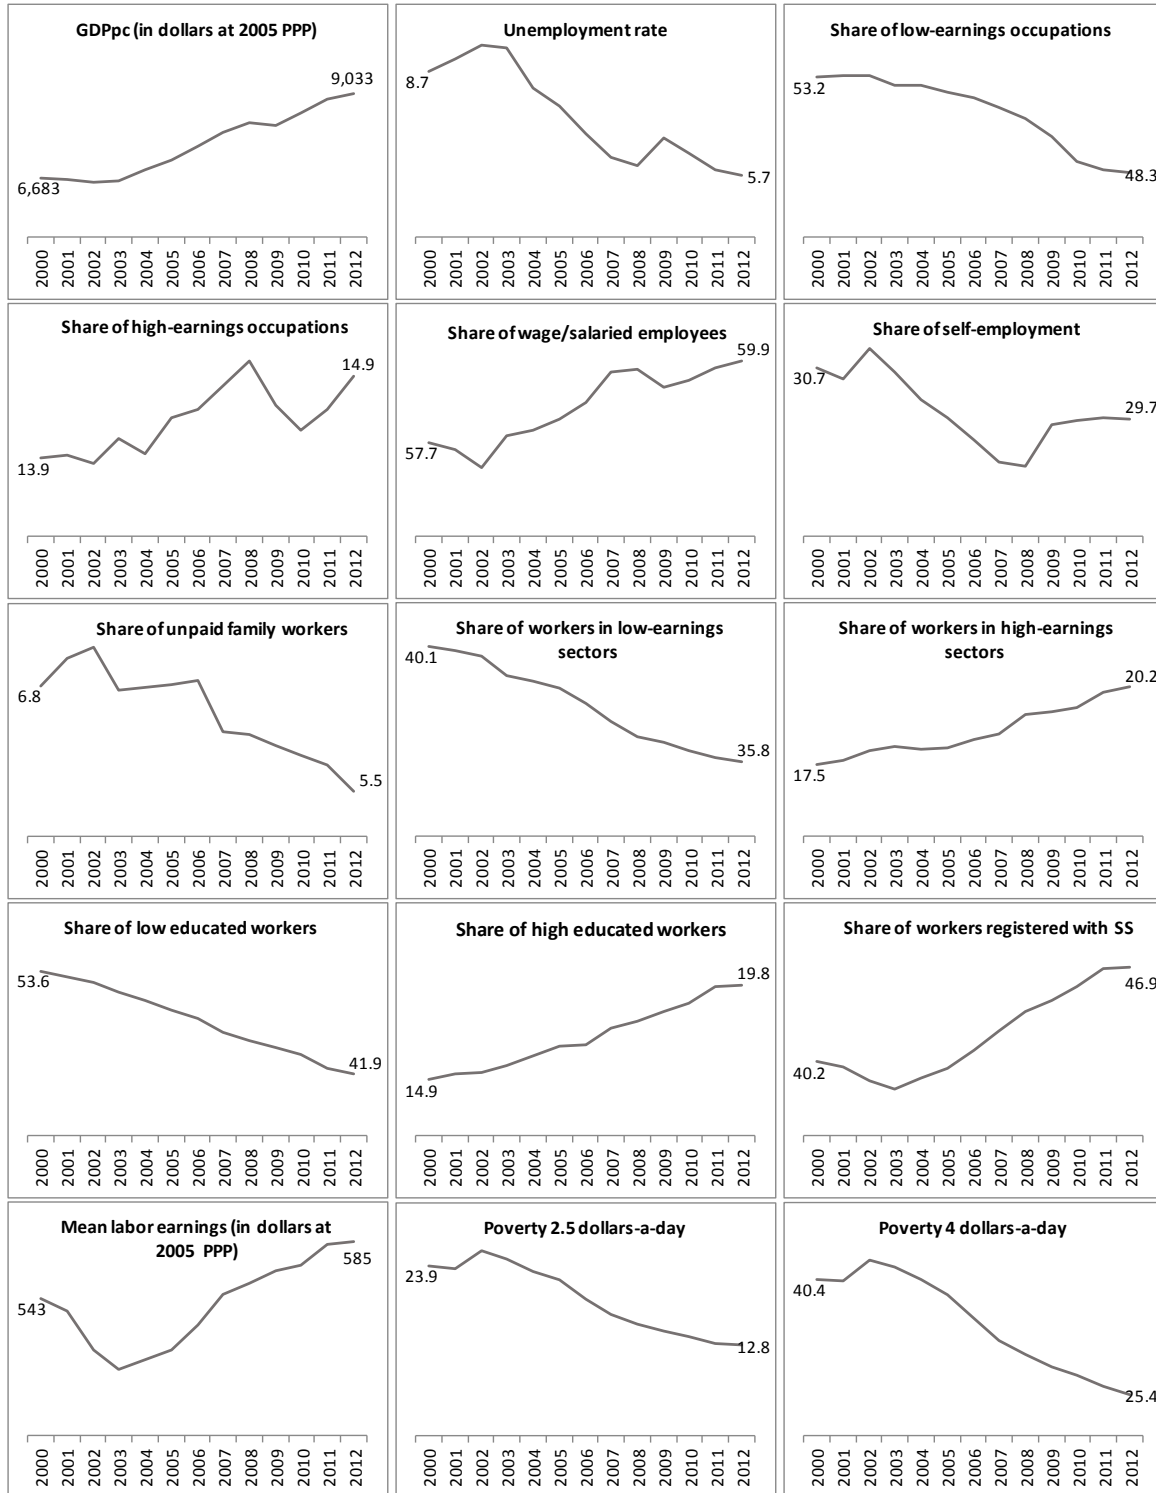 GDPpc (in dollars at 2005 PPP)
9,033
6,683
2000 2001 2002 2003 2004 2005 2006 2007 2008 2009 2010 2011 2012
Unemployment rate
8.7
5.7
2000 2001 2002 2003 2004 2005 2006 2007 2008 2009 2010 2011 2012
Share of low-earnings occupations
53.2
48.3
2000 2001 2002 2003 2004 2005 2006 2007 2008 2009 2010 2011 2012
Share of high-earnings occupations
14.9
13.9
2000 2001 2002 2003 2004 2005 2006 2007 2008 2009 2010 2011 2012
Share of wage/salaried employees
59.9
57.7
2000 2001 2002 2003 2004 2005 2006 2007 2008 2009 2010 2011 2012
Share of self-employment
30.7
29.7
2000 2001 2002 2003 2004 2005 2006 2007 2008 2009 2010 2011 2012
Share of unpaid family workers
6.8
5.5
2000 2001 2002 2003 2004 2005 2006 2007 2008 2009 2010 2011 2012
Share of workers in low-earnings
sectors
40.1
35.8
2000 2001 2002 2003 2004 2005 2006 2007 2008 2009 2010 2011 2012
Share of workers in high-earnings
sectors
20.2
17.5
2000 2001 2002 2003 2004 2005 2006 2007 2008 2009 2010 2011 2012
Share of low educated workers
53.6
41.9
2000 2001 2002 2003 2004 2005 2006 2007 2008 2009 2010 2011 2012
Share of high educated workers
19.8
14.9
2000 2001 2002 2003 2004 2005 2006 2007 2008 2009 2010 2011 2012
Share of workers registered with SS
46.9
40.2
2000 2001 2002 2003 2004 2005 2006 2007 2008 2009 2010 2011 2012
Mean labor earnings (in dollars at
2005 PPP)
585
543
2000 2001 2002 2003 2004 2005 2006 2007 2008 2009 2010 2011 2012
Poverty 2.5 dollars-a-day
23.9
12.8
2000 2001 2002 2003 2004 2005 2006 2007 2008 2009 2010 2011 2012
Poverty 4 dollars-a-day
40.4
25.4
2000 2001 2002 2003 2004 2005 2006 2007 2008 2009 2010 2011 2012